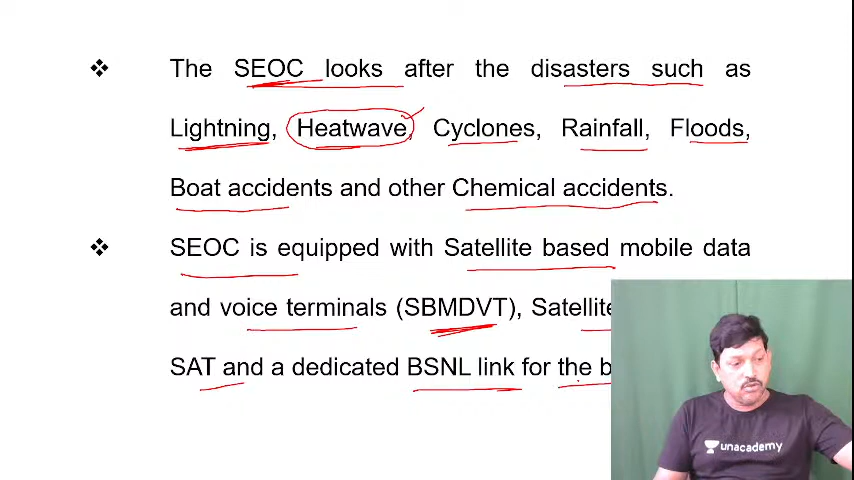 ❖ The SEOC looks after the disasters such as
Lightning, Heatwave, Cyclones, Rainfall, Floods,
Boat accidents and other Chemical accidents.
❖ SEOC is equipped with Satellite based mobile data
and voice terminals (SBMDVT), Satellite
SAT and a dedicated BSNL link for the
unacademy